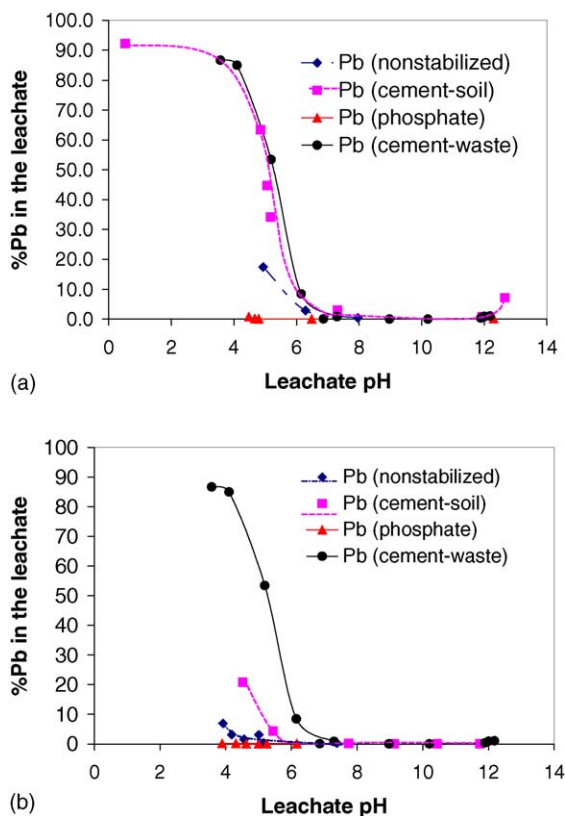 100.0
90.0
80.0
70.0
60.0
50.0
40.0
30.0
20.0
10.0
0.0
%Pb in the leachate
Pb (nonstabilized)
Pb (cement-soil)
Pb (phosphate)
Pb (cement-waste)
0 2 4 6 8 10 12 14
Leachate pH
(a)
100
90
80
70
60
50
40
30
20
10
0
%Pb in the leachate
Pb (nonstabilized)
Pb (cement-soil)
Pb (phosphate)
Pb (cement-waste)
0 2 4 6 8 10 12 14
Leachate pH
(b)